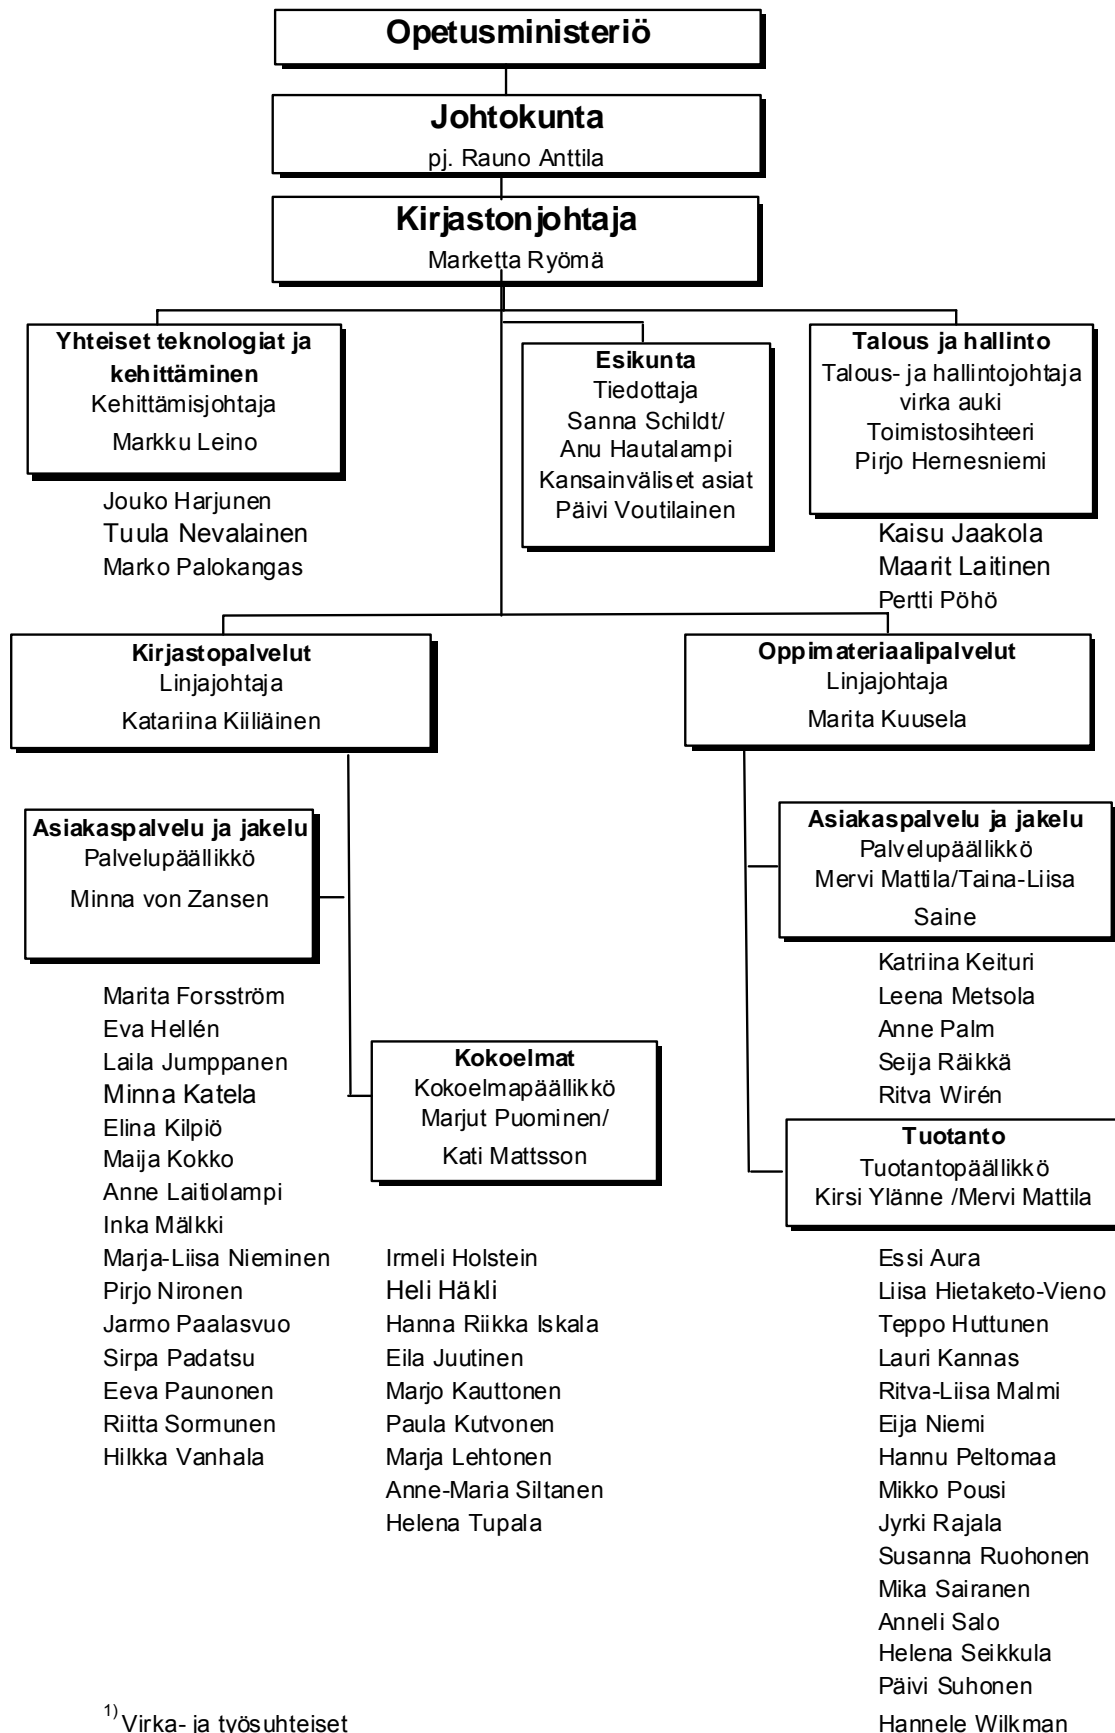 Opetusministeriö
Johtokunta
pj. Rauno Anttila
Kirjastonjohtaja
Marketta Ryömä
Yhteiset teknologiat ja
kehittäminen
Kehittämisjohtaja
Markku Leino
Jouko Harjunen
Tuula Nevalainen
Marko Palokangas
Esikunta
Tiedottaja
Sanna Schildt/
Anu Hautalampi
Kansainväliset asiat
Päivi Voutilainen
Talous ja hallinto
Talous- ja hallintojohtaja
virka auki
Toimistosihteeri
Pirjo Hernesniemi
Kaisu Jaakola
Maarit Laitinen
Pertti Pöhö
Kirjastopalvelut
Linjajohtaja
Katariina Kiiliäinen
Asiakaspalvelu ja jakelu
Palvelupäällikkö
Minna von Zansen
Marita Forsström
Eva Hellén
Laila Jumppanen
Minna Katela
Elina Kilpiö
Maija Kokko
Anne Laitiolampi
Inka Mälkki
Marja-Liisa Nieminen
Pirjo Nironen
Jarmo Paalasvuo
Sirpa Padatsu
Eeva Paunonen
Riitta Sormunen
Hilkka Vanhala
Kokoelmat
Kokoelmapäällikkö
Marjut Puominen/
Kati Mattsson
Irmeli Holstein
Heli Häkli
Hanna Riikka Iskala
Eila Juutinen
Marjo Kauttonen
Paula Kutvonen
Marja Lehtonen
Anne-Maria Siltanen
Helena Tupala
Oppimateriaalipalvelut
Linjajohtaja
Marita Kuusela
Asiakaspalvelu ja jakelu
Palvelupäällikkö
Mervi Mattila/Taina-Liisa
Saine
Katriina Keituri
Leena Metsola
Anne Palm
Seija Räikkä
Ritva Wirén
Tuotanto
Tuotantopäällikkö
Kirsi Ylänne /Mervi Mattila
Essi Aura
Liisa Hietaketo-Vieno
Teppo Huttunen
Lauri Kannas
Ritva-Liisa Malmi
Eija Niemi
Hannu Peltomaa
Mikko Pousi
Jyrki Rajala
Susanna Ruohonen
Mika Sairanen
Anneli Salo
Helena Seikkula
Päivi Suhonen
Hannele Wilkman
1) Virka- ja työsuhteiset